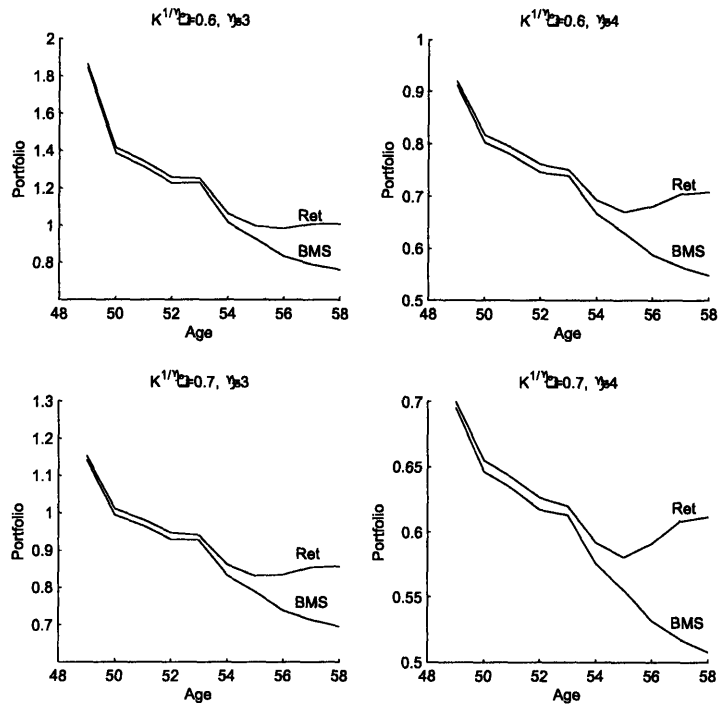 K^1/γ=0.6, γ=3
2
1.8
1.6
1.4
1.2
1
0.8
Portfolio
Ret
BMS
48 50 52 54 56 58
Age
K^1/γ=0.6, γ=4
1
0.9
0.8
0.7
0.6
0.5
Portfolio
Ret
BMS
48 50 52 54 56 58
Age
K^1/γ=0.7, γ=3
1.3
1.2
1.1
1
0.9
0.8
0.7
Portfolio
Ret
BMS
48 50 52 54 56 58
Age
K^1/γ=0.7, γ=4
0.7
0.65
0.6
0.55
0.5
Portfolio
Ret
BMS
48 50 52 54 56 58
Age